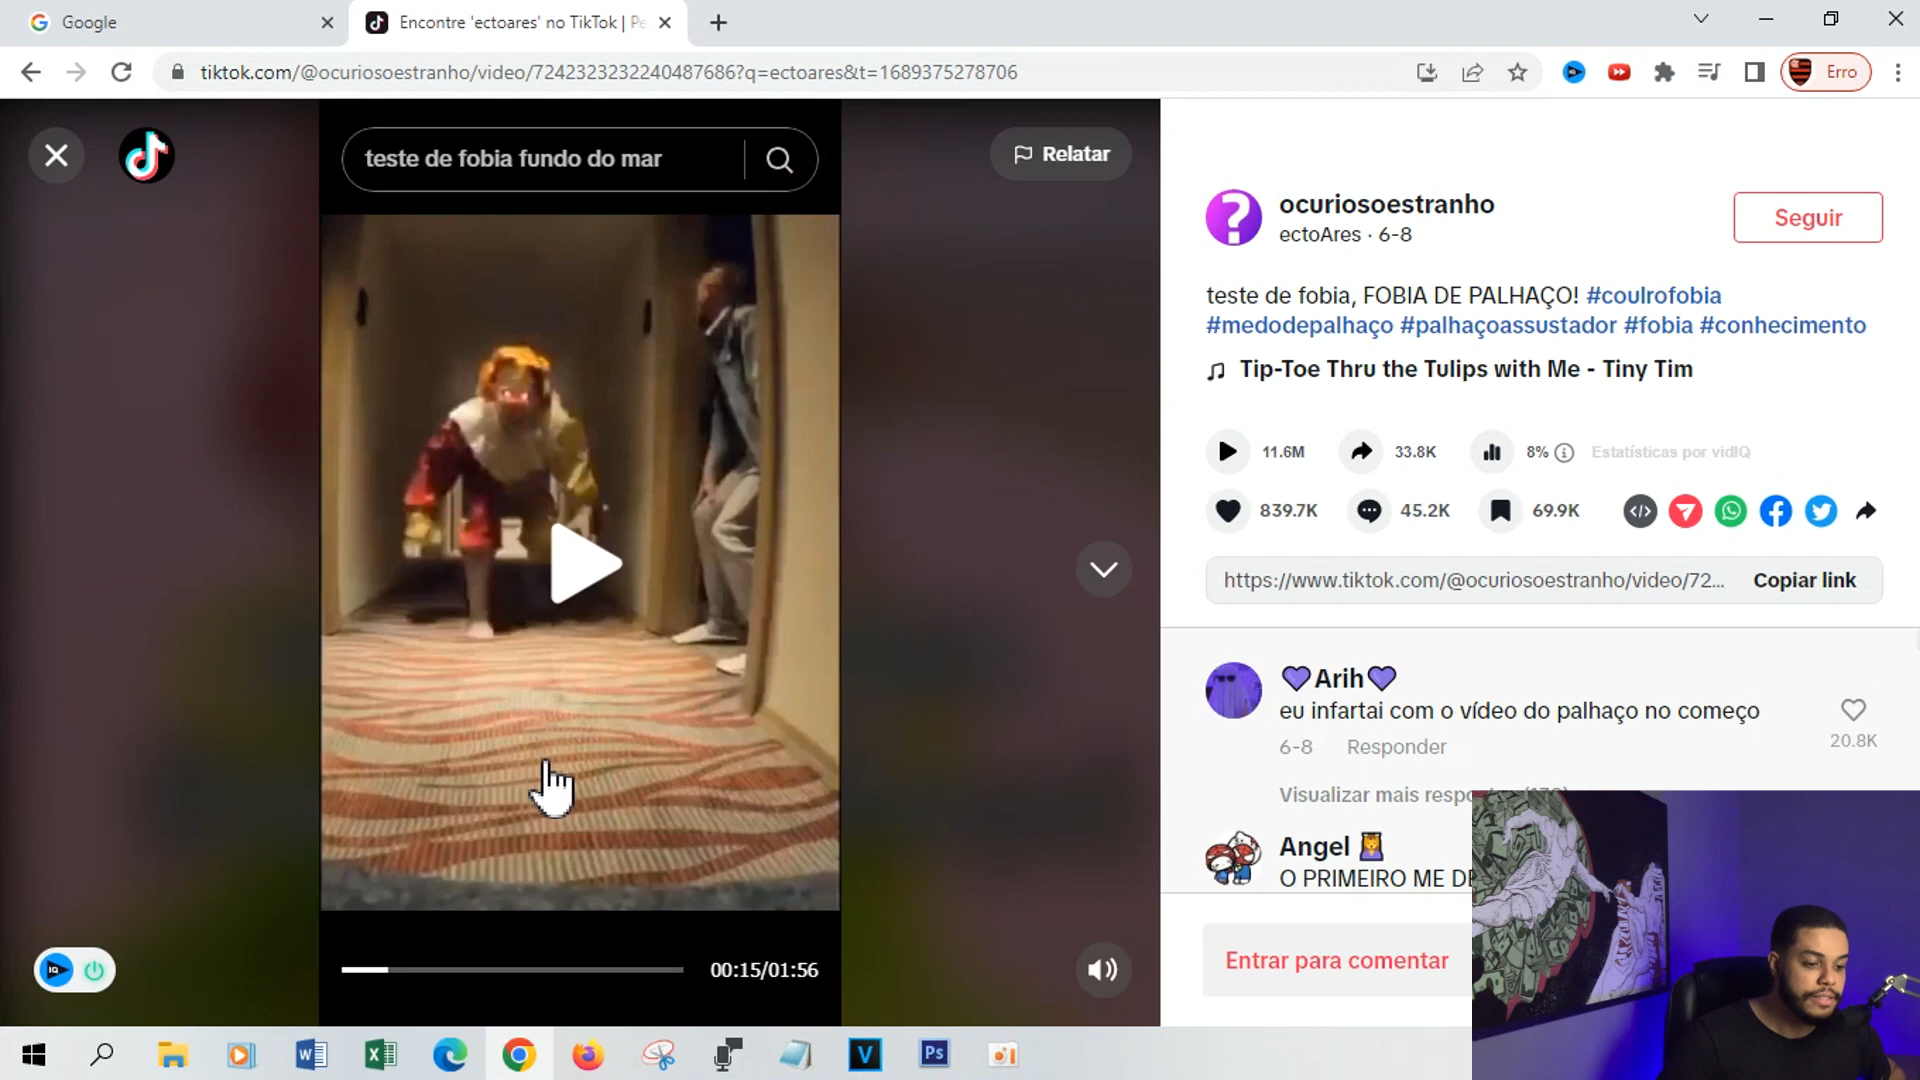 Google
Encontre 'ectoares' no TikTok | Pe
tiktok.com/@ocuriosoestranho/video/7242323232240487686?q=ectoares&t=1689375278706
Erro
teste de fobia fundo do mar
Relatar
ocuriosoestranho
ectoAres · 6-8
Seguir
teste de fobia, FOBIA DE PALHAÇO! #coulrofobia
#medodepalhaço #palhaçoassustador #fobia #conhecimento
Tip-Toe Thru the Tulips with Me - Tiny Tim
11.6M
33.8K
8%
Estatísticas por vidIQ
839.7K
45.2K
69.9K
https://www.tiktok.com/@ocuriosoestranho/video/72...
Copiar link
💜Arih💜
eu infartai com o vídeo do palhaço no começo
6-8 Responder
20.8K
Visualizar mais
Angel
O PRIMEIRO ME
Entrar para comentar
00:15/01:56